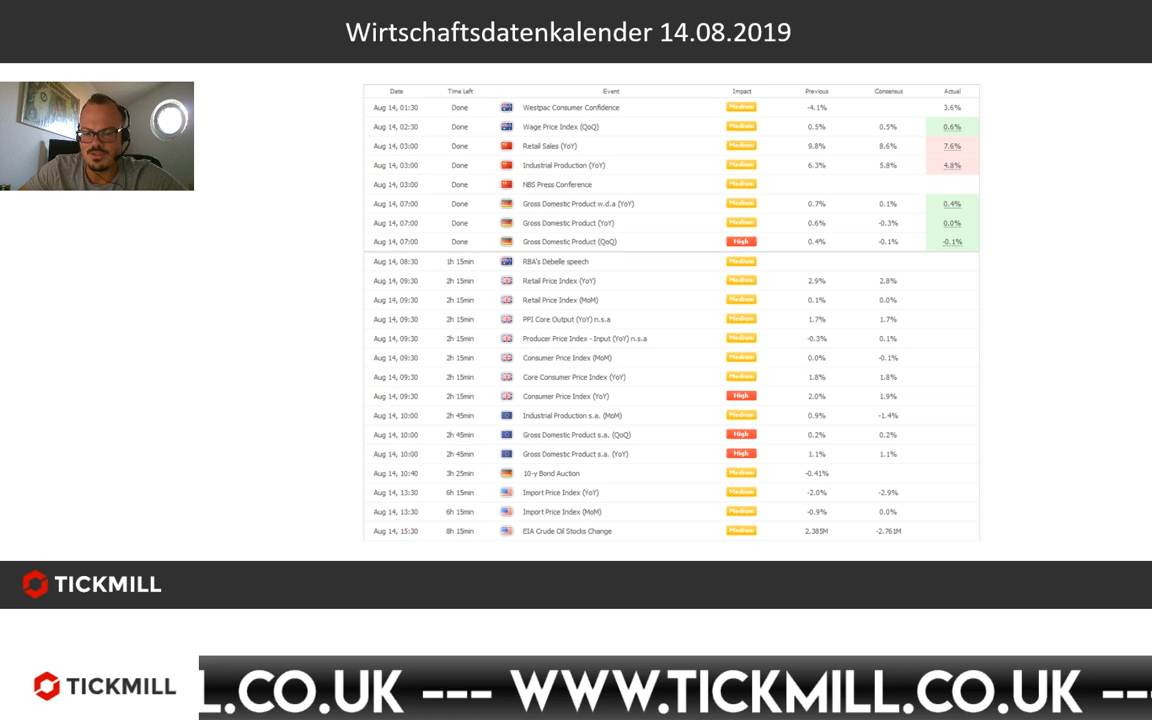 Wirtschaftsdatenkalender 14.08.2019
Date Time Left Event Impact Previous Consensus Actual
Aug 14, 01:30 Done Westpac Consumer Confidence Medium -4.1% 3.6%
Aug 14, 02:30 Done Wage Price Index (QoQ) Medium 0.5% 0.5% 0.6%
Aug 14, 03:00 Done Retail Sales (YoY) Medium 9.8% 8.6% 7.6%
Aug 14, 03:00 Done Industrial Production (YoY) Medium 6.3% 5.8% 4.8%
Aug 14, 03:00 Done NBS Press Conference Medium
Aug 14, 07:00 Done Gross Domestic Product w.d.a (YoY) Medium 0.7% 0.1% 0.4%
Aug 14, 07:00 Done Gross Domestic Product (YoY) Medium 0.6% -0.3% 0.0%
Aug 14, 07:00 Done Gross Domestic Product (QoQ) High 0.4% -0.1% -0.1%
Aug 14, 08:30 1h 15min RBA's Debelle speech Medium
Aug 14, 09:30 2h 15min Retail Price Index (YoY) Medium 2.9% 2.8%
Aug 14, 09:30 2h 15min Retail Price Index (MoM) Medium 0.1% 0.0%
Aug 14, 09:30 2h 15min PPI Core Output (YoY) n.s.a Medium 1.7% 1.7%
Aug 14, 09:30 2h 15min Producer Price Index - Input (YoY) n.s.a Medium -0.3% 0.1%
Aug 14, 09:30 2h 15min Consumer Price Index (MoM) Medium 0.0% -0.1%
Aug 14, 09:30 2h 15min Core Consumer Price Index (YoY) Medium 1.8% 1.8%
Aug 14, 09:30 2h 15min Consumer Price Index (YoY) High 2.0% 1.9%
Aug 14, 10:00 2h 45min Industrial Production s.a. (MoM) Medium 0.9% -1.4%
Aug 14, 10:00 2h 45min Gross Domestic Product s.a. (QoQ) High 0.2% 0.2%
Aug 14, 10:00 2h 45min Gross Domestic Product s.a. (YoY) High 1.1% 1.1%
Aug 14, 10:40 3h 25min 10-y Bond Auction Medium -0.41%
Aug 14, 13:30 6h 15min Import Price Index (YoY) Medium -2.0% -2.9%
Aug 14, 13:30 6h 15min Import Price Index (MoM) Medium -0.9% 0.0%
Aug 14, 15:30 8h 15min EIA Crude Oil Stocks Change Medium 2.385M -2.761M
TICKMILL
TICKMILL L.CO.UK --- WWW.TICKMILL.CO.UK --